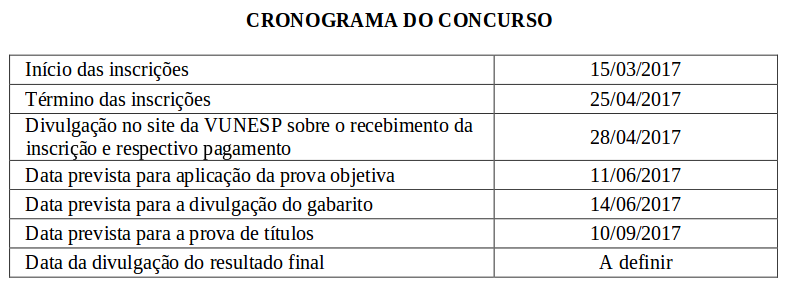 CRONOGRAMA DO CONCURSO
Início das inscrições 15/03/2017
Término das inscrições 25/04/2017
Divulgação no site da VUNESP sobre o recebimento da
inscrição e respectivo pagamento 28/04/2017
Data prevista para aplicação da prova objetiva 11/06/2017
Data prevista para a divulgação do gabarito 14/06/2017
Data prevista para a prova de títulos 10/09/2017
Data da divulgação do resultado final A definir